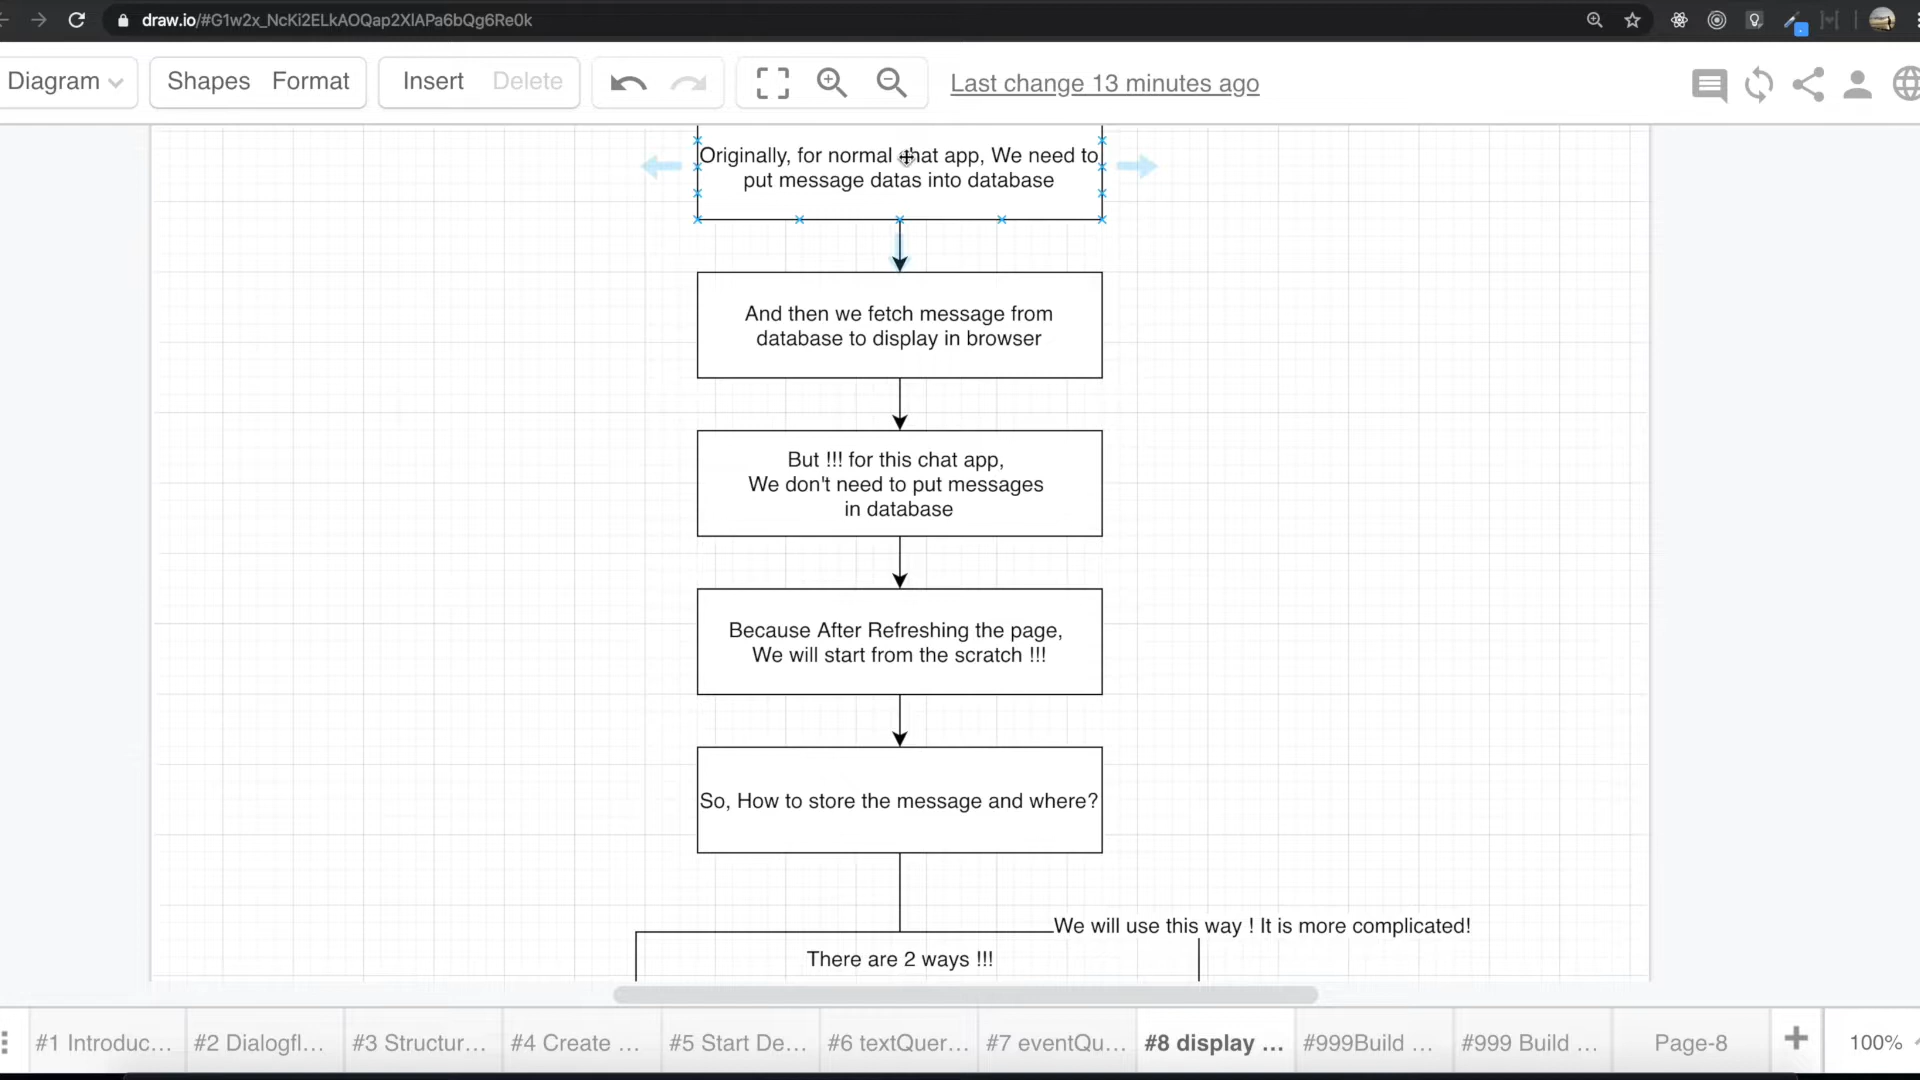 draw.io/#G1w2x_NcKi2ELkAOQap2XlAPa6bQg6Re0k
Diagram
Shapes Format
Insert Delete
Last change 13 minutes ago
Originally, for normal chat app, We need to
put message datas into database
And then we fetch message from
database to display in browser
But !!! for this chat app,
We don't need to put messages
in database
Because After Refreshing the page,
We will start from the scratch !!!
So, How to store the message and where?
We will use this way ! It is more complicated!
There are 2 ways !!!
#1 Introduc...
#2 Dialogfl...
#3 Structur...
#4 Create ...
#5 Start De...
#6 textQuer...
#7 eventQu...
#8 display ...
#999Build ...
#999 Build ...
Page-8
100%